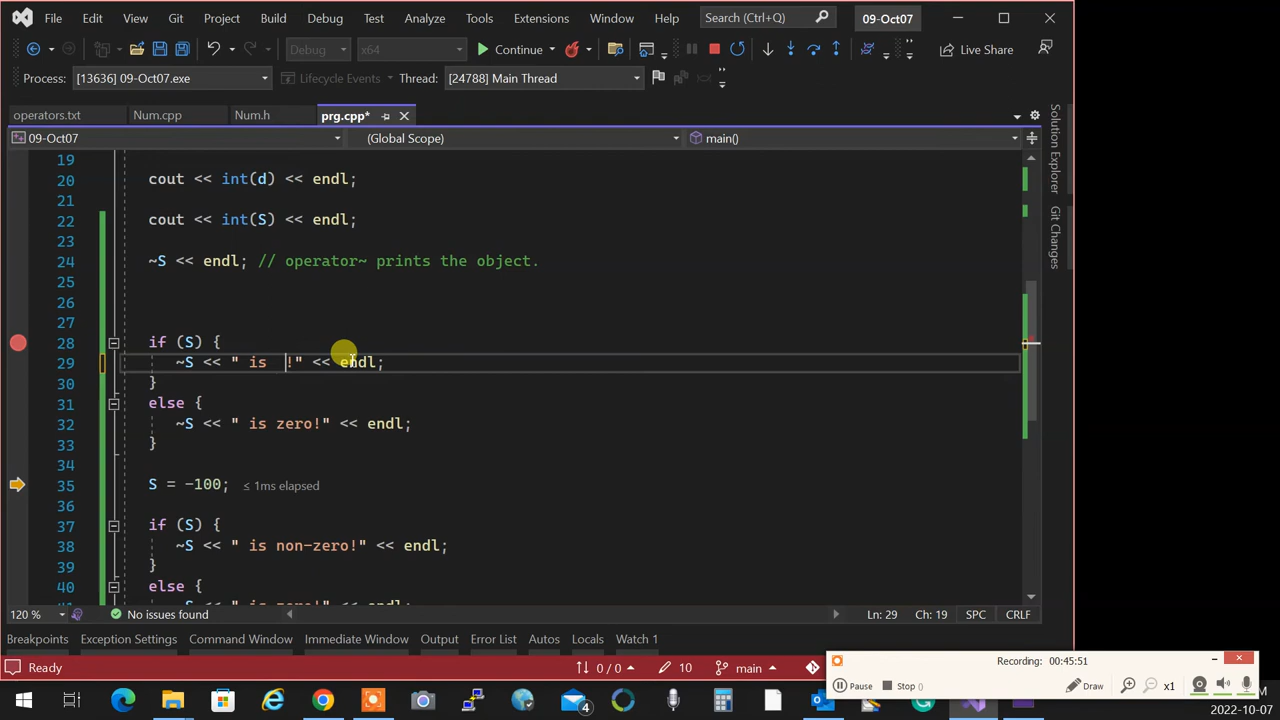 File Edit View Git Project Build Debug Test Analyze Tools Extensions Window Help Search (Ctrl+Q) 09-Oct07
Debug x64 Continue Live Share
Process: [13636] 09-Oct07.exe Lifecycle Events Thread: [24788] Main Thread
operators.txt Num.cpp Num.h prg.cpp*
09-Oct07 (Global Scope) main()
19
20 cout << int(d) << endl;
21
22 cout << int(S) << endl;
23
24 ~S << endl; // operator~ prints the object.
25
26
27
28 if (S) {
29 ~S << " is  !" << endl;
30 }
31 else {
32 ~S << " is zero!" << endl;
33 }
34
35 S = -100; ≤ 1ms elapsed
36
37 if (S) {
38 ~S << " is non-zero!" << endl;
39 }
40 else {
~S << " is zero!" << endl;
120 % No issues found Ln: 29 Ch: 19 SPC CRLF
Breakpoints Exception Settings Command Window Immediate Window Output Error List Autos Locals Watch 1
Ready 0 / 0 10 main
Solution Explorer
Git Changes
Recording: 00:45:51
Pause Stop () Draw x1
4
M
2022-10-07